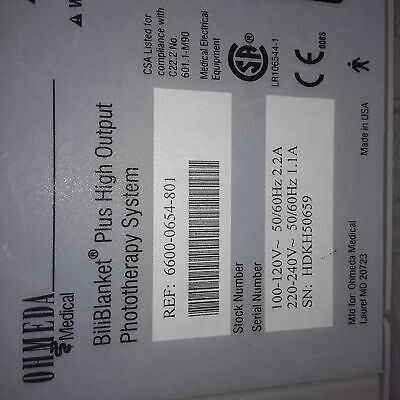 OHMEDA
Medical
BiliBlanket® Plus High Output
Phototherapy System
REF: 6600-0654-801
Stock Number
Serial Number
100-120V~ 50/60Hz 2.2A
220-240V~ 50/60Hz 1.1A
SN: HDKH50659
Mfd for: Ohmeda Medical
Laurel MD 20723
CSA Listed for
compliance with
C22.2 No.
601.1-M90
Medical Electrical
Equipment
LR106544-1
CE 0086
Made in USA